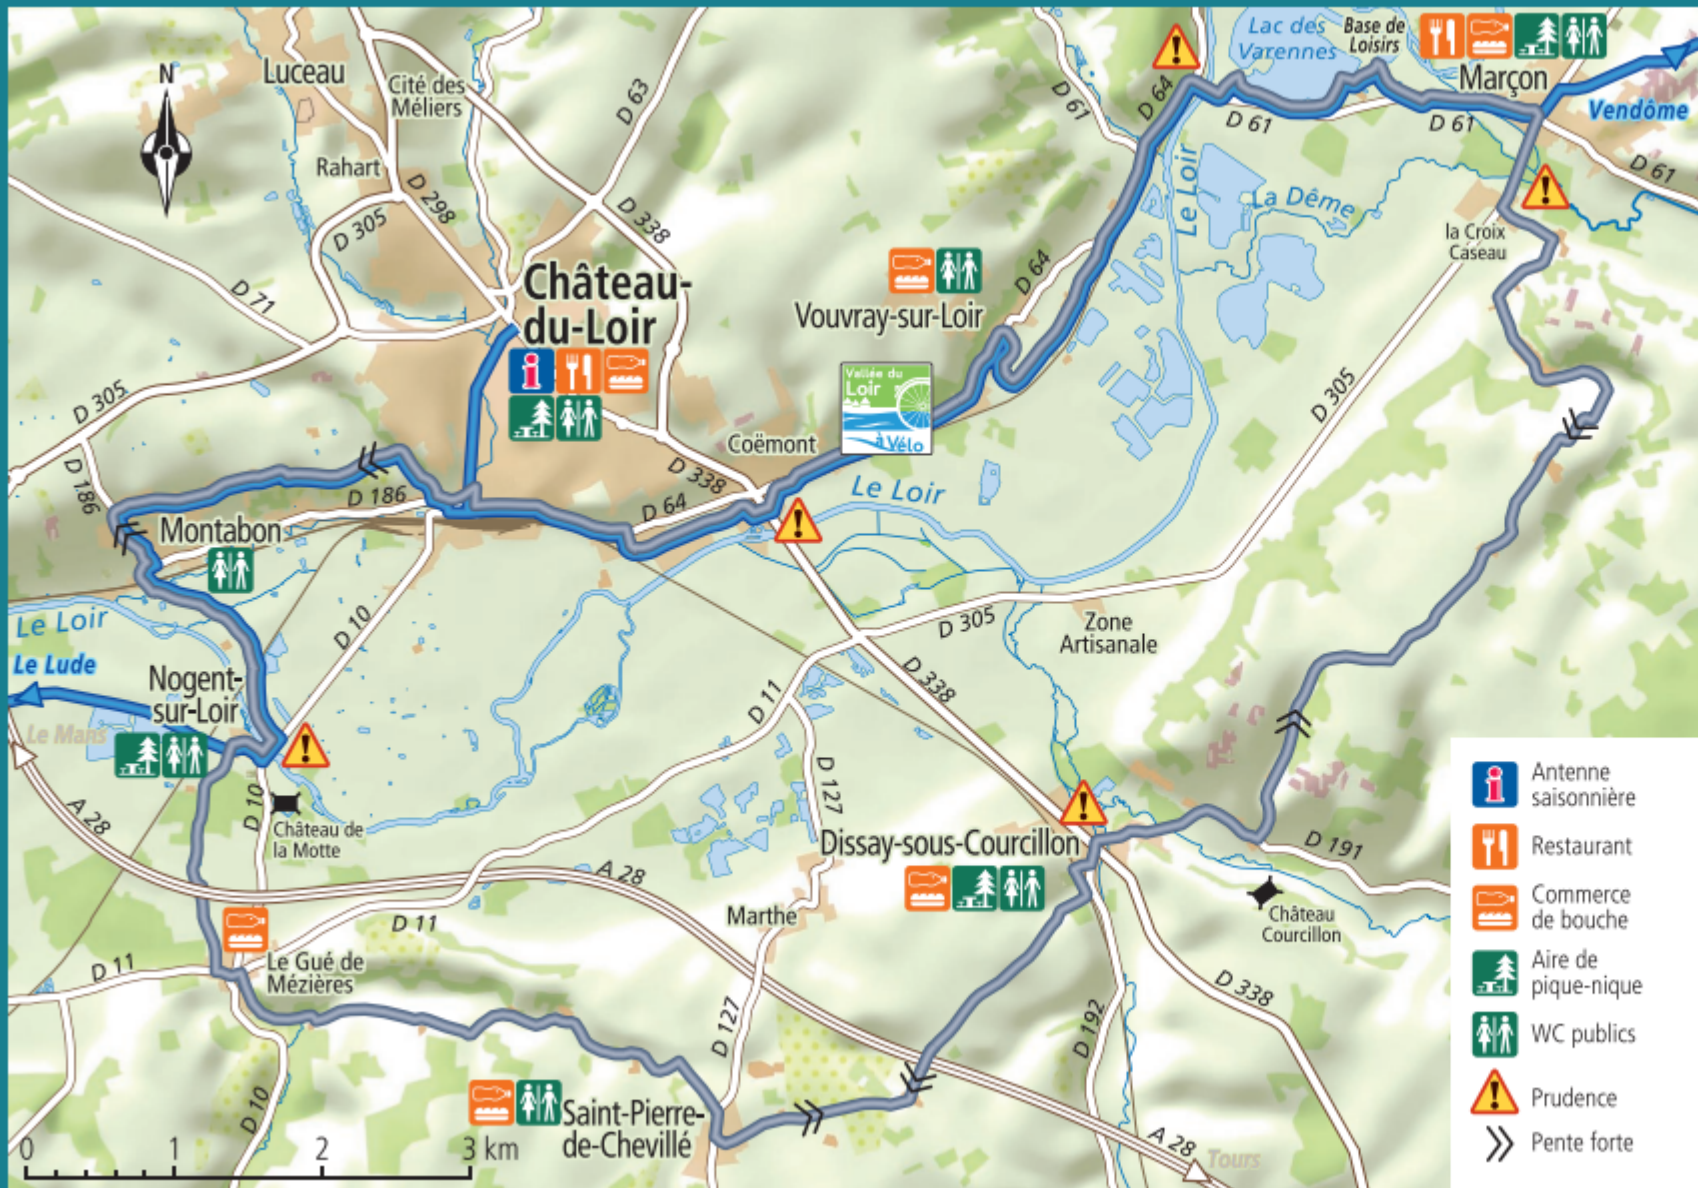 Luceau
Cité des
Méliers
D 63
Rahart
D 298
D 305
D 338
D 71
Château-
du-Loir
D 305
D 186
D 186
Montabon
Coëmont
D 338
D 64
Vouvray-sur-Loir
Vallée du
Loir
à Vélo
D 64
D 61
D 64
Lac des
Varennes
Base de
Loisirs
Marçon
Vendôme
D 61
D 61
D 61
Le Loir
La Dême
la Croix
Caseau
D 305
Le Loir
Le Loir
Le Lude
Nogent-
sur-Loir
Le Mans
D 10
D 10
Château de
la Motte
A 28
D 11
D 127
D 305
Zone
Artisanale
D 338
Dissay-sous-Courcillon
A 28
Marthe
D 11
D 11
Le Gué de
Mézières
D 191
Château
Courcillon
D 338
D 192
D 127
D 10
Saint-Pierre-
de-Chevillé
A 28
Tours
N
0 1 2 3 km
i
Antenne
saisonnière
Restaurant
Commerce
de bouche
Aire de
pique-nique
WC publics
Prudence
Pente forte